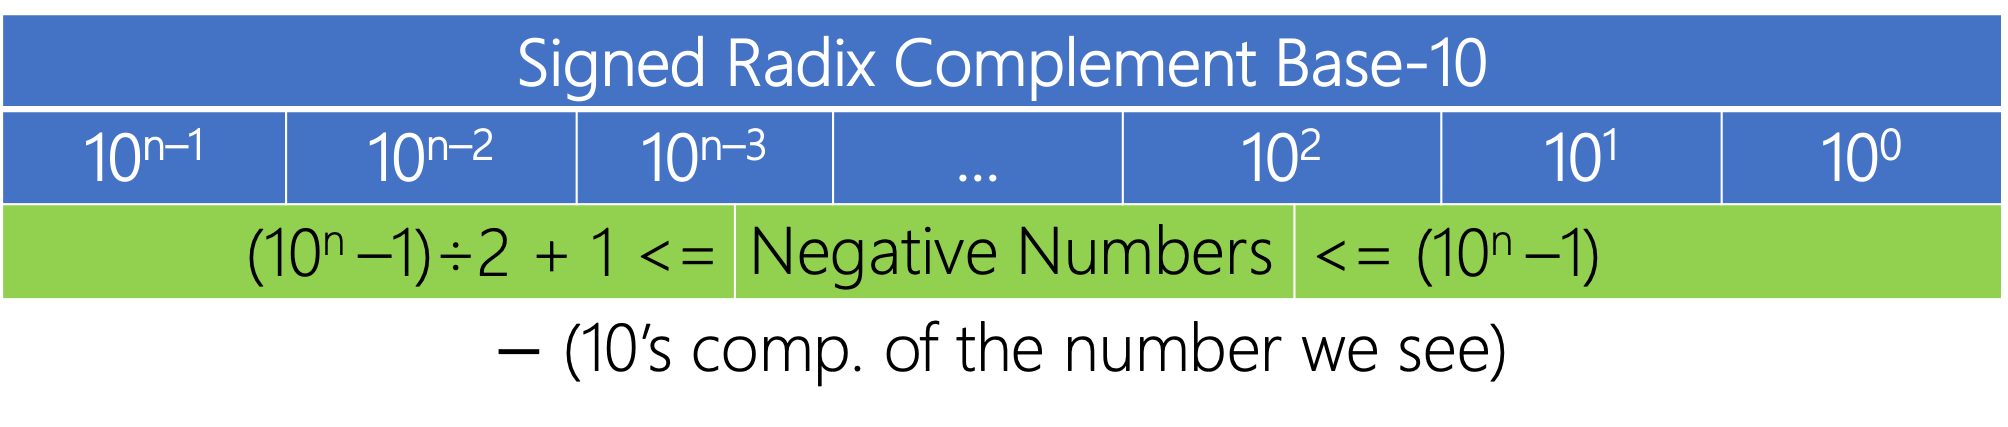 Signed Radix Complement Base-10
10ⁿ⁻¹ 10ⁿ⁻² 10ⁿ⁻³ ... 10² 10¹ 10⁰
(10ⁿ –1)÷2 + 1 <= Negative Numbers <= (10ⁿ –1)
– (10’s comp. of the number we see)